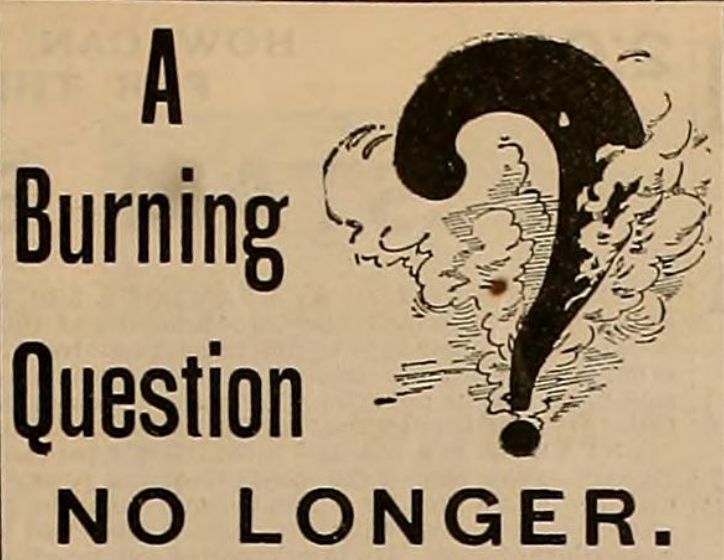 A
Burning
Question
?
NO LONGER.